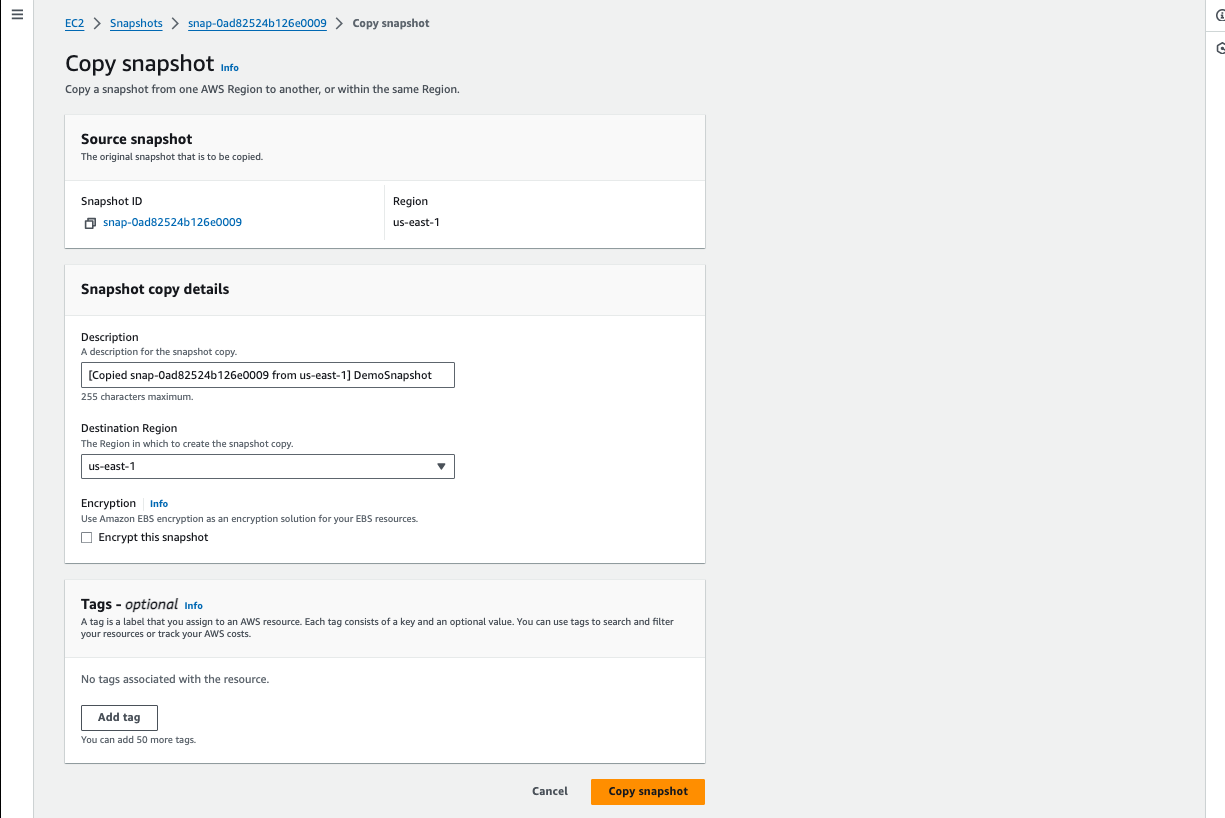 EC2 > Snapshots > snap-0ad82524b126e0009 > Copy snapshot
Copy snapshot Info
Copy a snapshot from one AWS Region to another, or within the same Region.
Source snapshot
The original snapshot that is to be copied.
Snapshot ID
snap-0ad82524b126e0009
Region
us-east-1
Snapshot copy details
Description
A description for the snapshot copy.
[Copied snap-0ad82524b126e0009 from us-east-1] DemoSnapshot
255 characters maximum.
Destination Region
The Region in which to create the snapshot copy.
us-east-1
Encryption Info
Use Amazon EBS encryption as an encryption solution for your EBS resources.
Encrypt this snapshot
Tags - optional Info
A tag is a label that you assign to an AWS resource. Each tag consists of a key and an optional value. You can use tags to search and filter
your resources or track your AWS costs.
No tags associated with the resource.
Add tag
You can add 50 more tags.
Cancel Copy snapshot